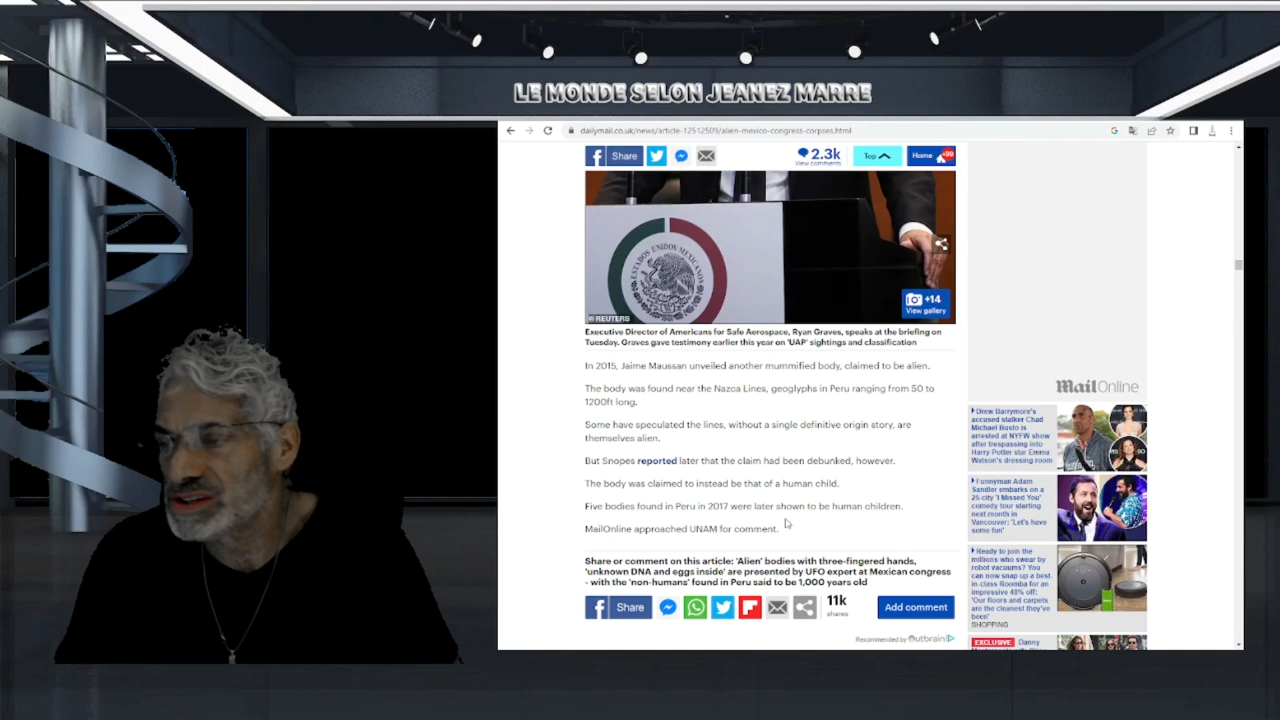 LE MONDE SELON JEANEZ MARRE
dailymail.co.uk/news/article-12512509/alien-mexico-congress-corpses.html
Share
2.3k
View comments
Top
Home
+99
ESTADOS UNIDOS MEXICANOS
© REUTERS
+14
View gallery
Executive Director of Americans for Safe Aerospace, Ryan Graves, speaks at the briefing on
Tuesday. Graves gave testimony earlier this year on 'UAP' sightings and classification
In 2015, Jaime Maussan unveiled another mummified body, claimed to be alien.
The body was found near the Nazca Lines, geoglyphs in Peru ranging from 50 to
1200ft long.
Some have speculated the lines, without a single definitive origin story, are
themselves alien.
But Snopes reported later that the claim had been debunked, however.
The body was claimed to instead be that of a human child.
Five bodies found in Peru in 2017 were later shown to be human children.
MailOnline approached UNAM for comment.
Share or comment on this article: 'Alien' bodies with three-fingered hands,
'unknown DNA and eggs inside' are presented by UFO expert at Mexican congress
- with the 'non-humans' found in Peru said to be 1,000 years old
Share
11k
shares
Add comment
Recommended by Outbrain
MailOnline
Drew Barrymore's
accused stalker Chad
Michael Busto is
arrested at NYFW show
after trespassing into
Harry Potter star Emma
Watson's dressing room
Funnyman Adam
Sandler embarks on a
25-city 'I Missed You'
comedy tour starting
next month in
Vancouver: 'Let's have
some fun'
Ready to join the
millions who swear by
robot vacuums? You
can now snap up a best-
in-class Roomba for an
impressive 48% off:
'Our floors and carpets
are the cleanest they've
been'
SHOPPING
EXCLUSIVE Danny